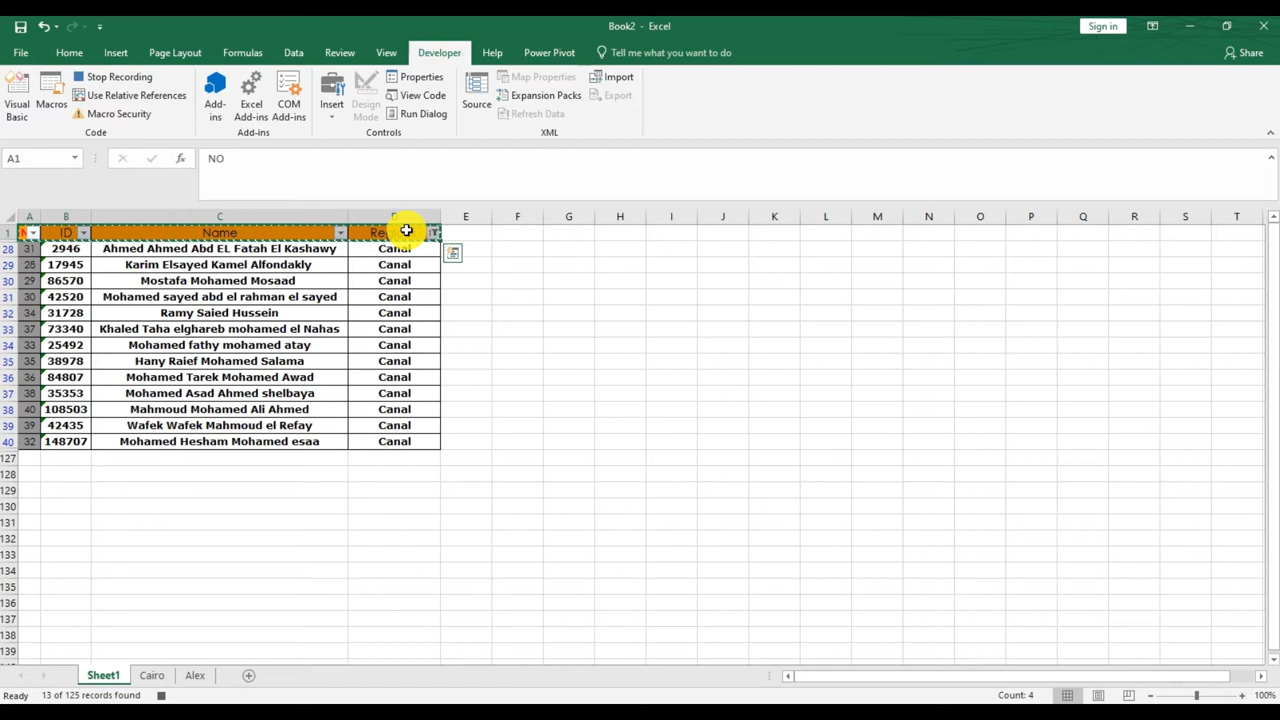 Book2 - Excel
Sign in
File Home Insert Page Layout Formulas Data Review View Developer Help Power Pivot Tell me what you want to do Share
Visual Basic
Macros
Stop Recording
Use Relative References
Macro Security
Code
Add-ins
Excel Add-ins
COM Add-ins
Add-ins
Insert
Design Mode
Properties
View Code
Run Dialog
Controls
Source
Map Properties
Expansion Packs
Refresh Data
Import
Export
XML
A1 NO
A B C E F G H I J K L M N O P Q R S T
1 ID Name
28 31 2946 Ahmed Ahmed Abd EL Fatah El Kashawy Canal
29 28 17945 Karim Elsayed Kamel Alfondakly Canal
30 29 86570 Mostafa Mohamed Mosaad Canal
31 30 42520 Mohamed sayed abd el rahman el sayed Canal
32 34 31728 Ramy Saied Hussein Canal
33 37 73340 Khaled Taha elghareb mohamed el Nahas Canal
34 33 25492 Mohamed fathy mohamed atay Canal
35 35 38978 Hany Raief Mohamed Salama Canal
36 36 84807 Mohamed Tarek Mohamed Awad Canal
37 38 35353 Mohamed Asad Ahmed shelbaya Canal
38 40 108503 Mahmoud Mohamed Ali Ahmed Canal
39 39 42435 Wafek Wafek Mahmoud el Refay Canal
40 32 148707 Mohamed Hesham Mohamed esaa Canal
127
128
129
130
131
132
133
134
135
136
137
138
139
Sheet1 Cairo Alex
Ready 13 of 125 records found Count: 4 100%